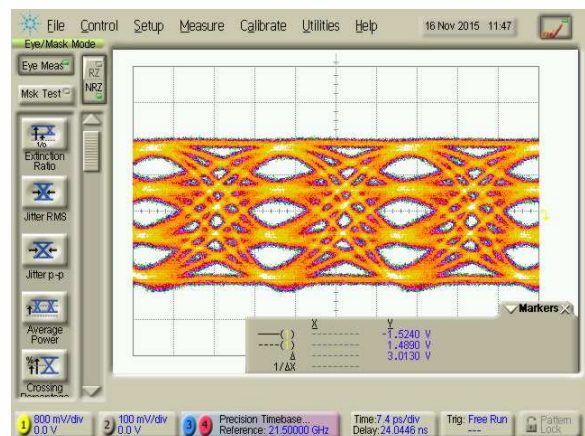 File Control Setup Measure Calibrate Utilities Help 16 Nov 2015 11:47
Eye/Mask Mode
Eye Meas
RZ
NRZ
Msk Test
1/0
Extinction
Ratio
Jitter RMS
Jitter p-p
Average
Power
Crossing
Percentage
Markers
X Y
-1.5240 V
1.4890 V
Δ 3.0130 V
1/ΔX
1 800 mV/div
0.0 V
2 100 mV/div
0.0 V
3 4 Precision Timebase...
Reference: 21.50000 GHz
Time:7.4 ps/div
Delay:24.0446 ns
Trig: Free Run
Pattern
Lock